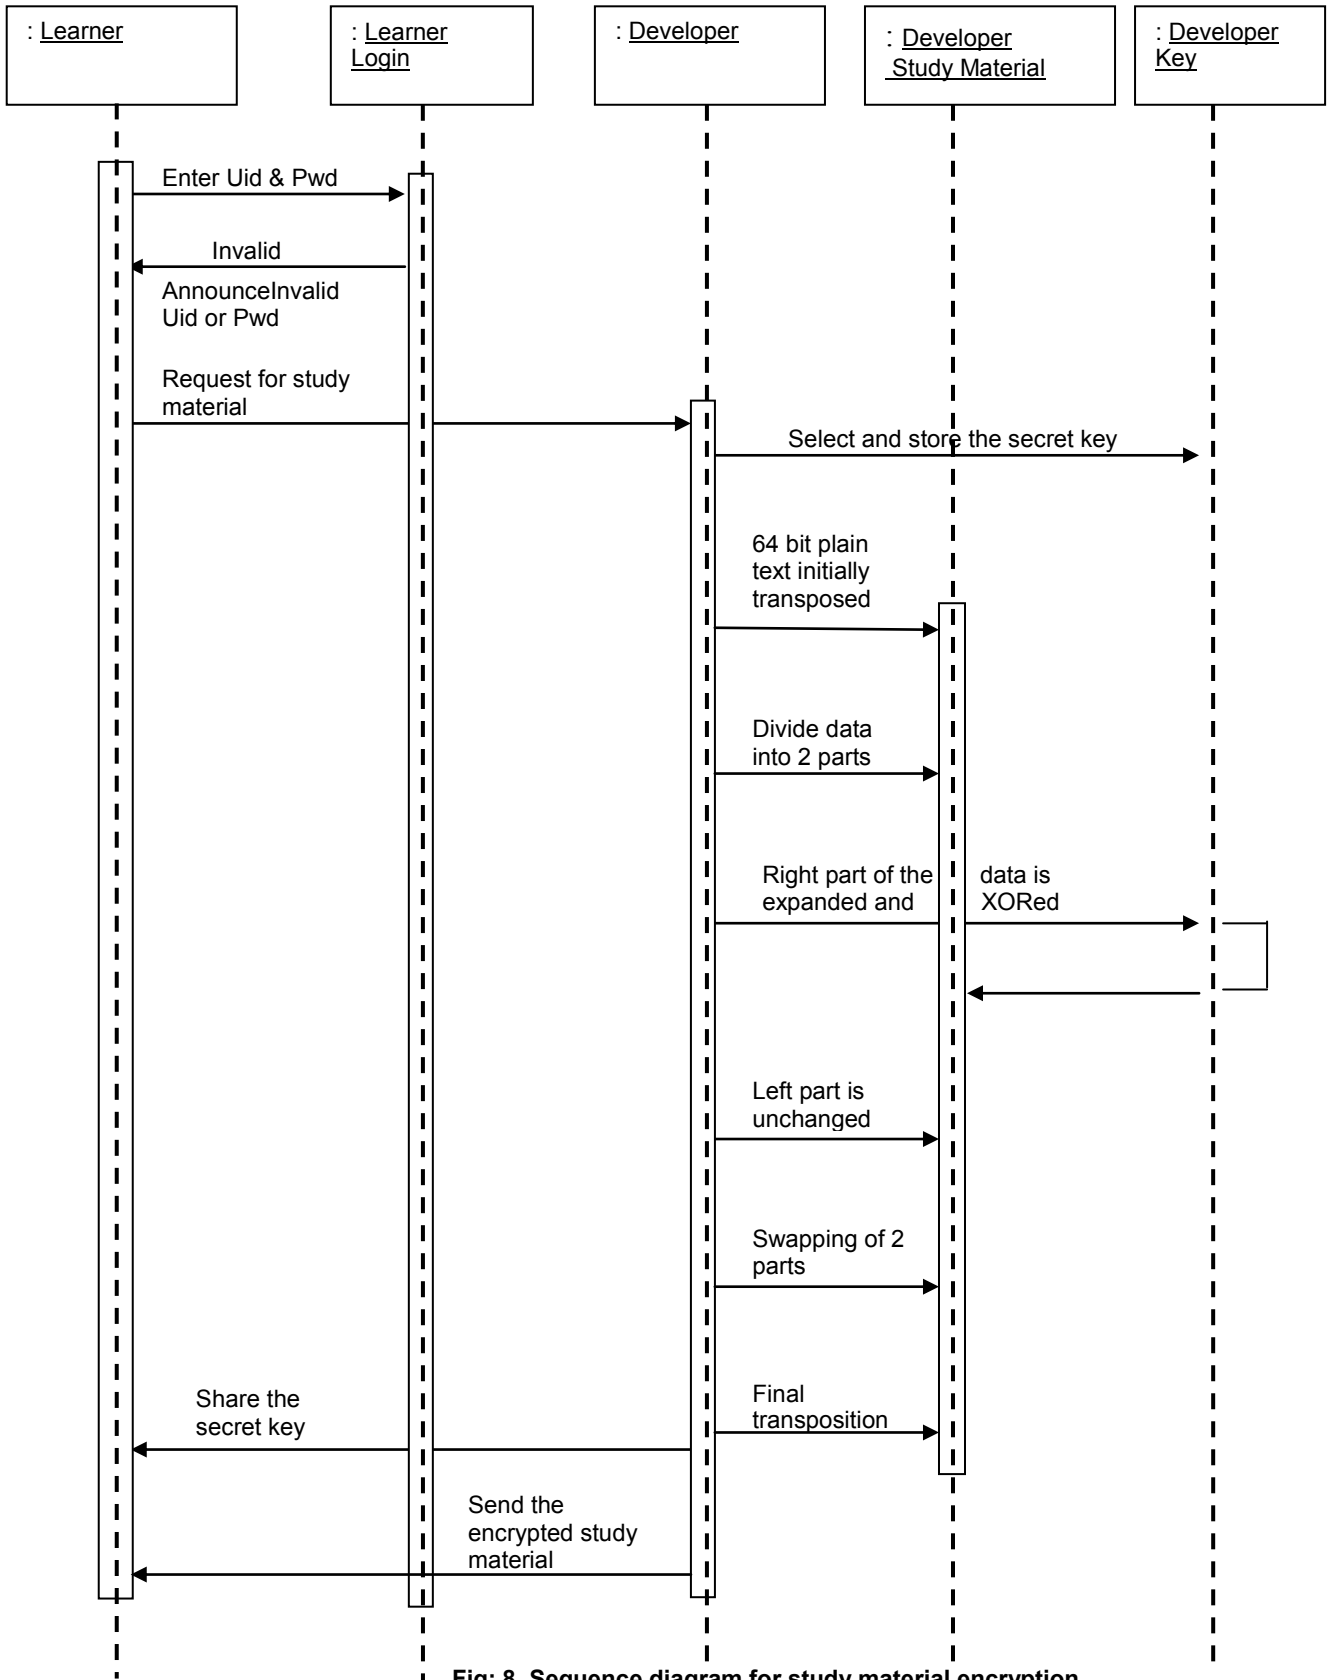 : Learner
: Learner
Login
: Developer
: Developer
Study Material
: Developer
Key
Enter Uid & Pwd
Invalid
AnnounceInvalid
Uid or Pwd
Request for study
material
Select and store the secret key
64 bit plain
text initially
transposed
Divide data
into 2 parts
Right part of the data is
expanded and XORed
Left part is
unchanged
Swapping of 2
parts
Share the
secret key
Final
transposition
Send the
encrypted study
material
Fig: 8. Sequence diagram for study material encryption